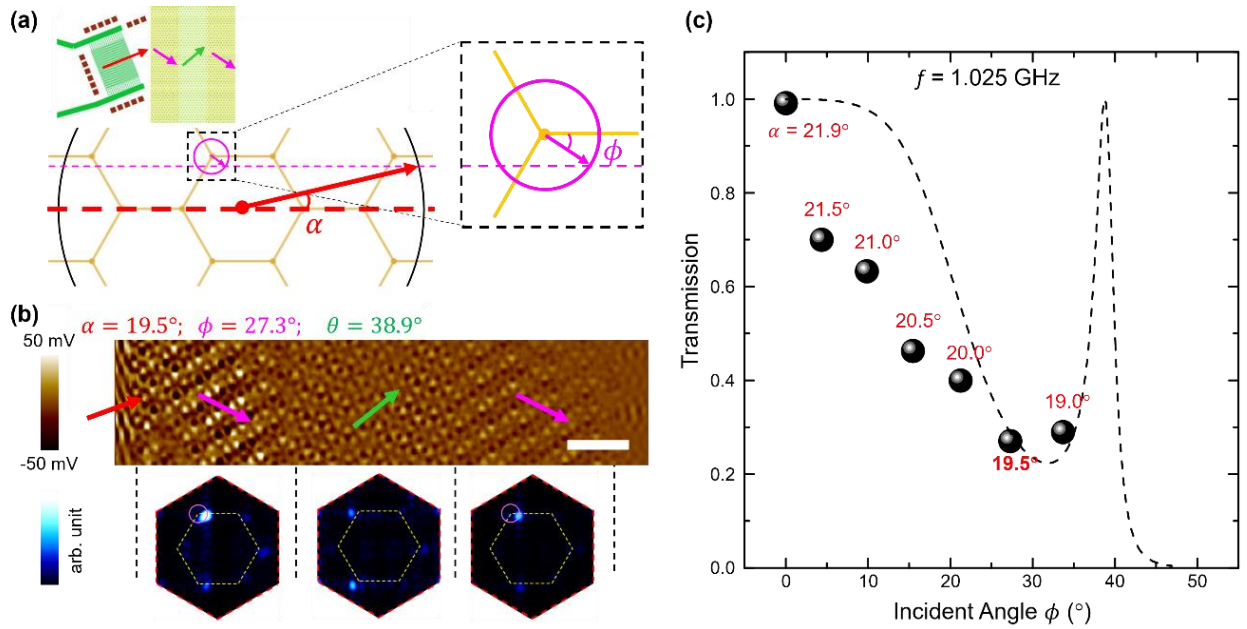 (a)
α
ϕ
(b)
α = 19.5°; ϕ = 27.3°; θ = 38.9°
50 mV
-50 mV
arb. unit
(c)
f = 1.025 GHz
Transmission
1.0
0.8
0.6
0.4
0.2
0.0
α = 21.9°
21.5°
21.0°
20.5°
20.0°
19.5°
19.0°
0 10 20 30 40 50
Incident Angle ϕ (°)